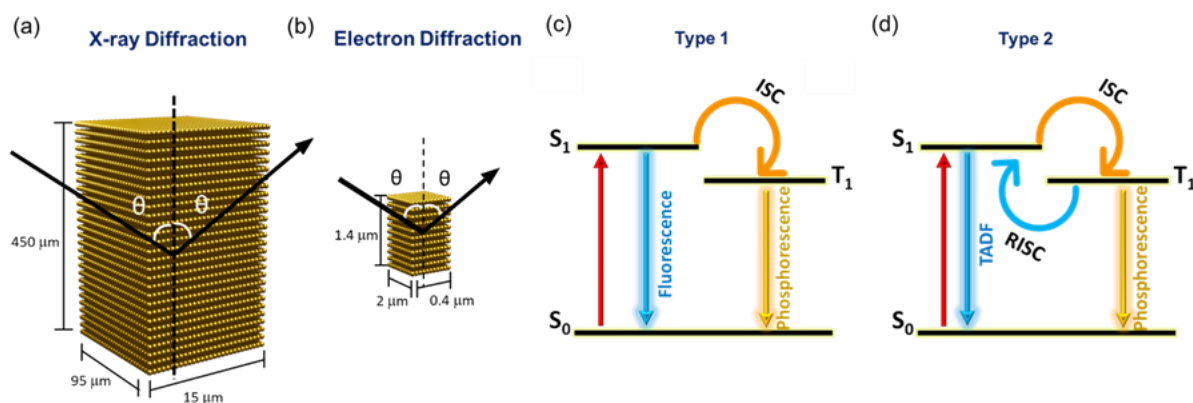 (a)
X-ray Diffraction
θ
θ
450 μm
95 μm
15 μm
(b)
Electron Diffraction
θ
θ
1.4 μm
2 μm
0.4 μm
(c)
Type 1
ISC
S1
T1
Fluorescence
Phosphorescence
S0
(d)
Type 2
ISC
S1
T1
RISC
TADF
Phosphorescence
S0